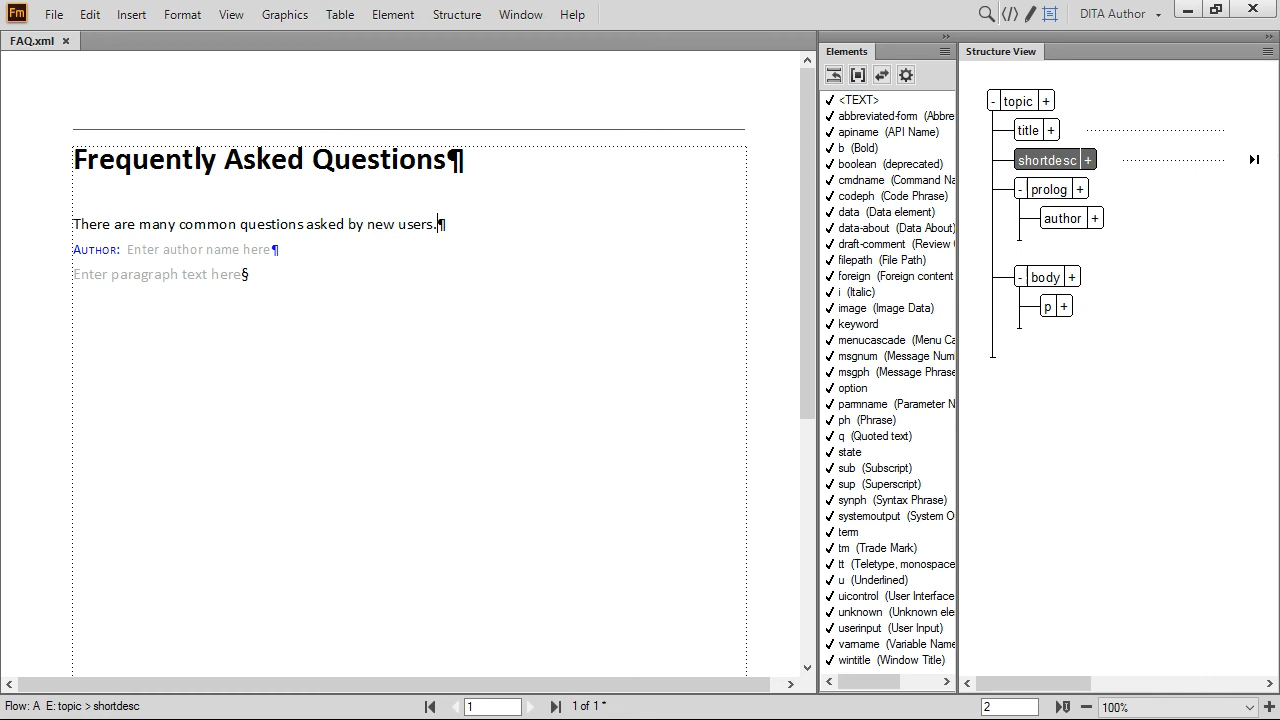 Fm File Edit Insert Format View Graphics Table Element Structure Window Help DITA Author
FAQ.xml
Frequently Asked Questions¶
There are many common questions asked by new users.¶
AUTHOR: Enter author name here¶
Enter paragraph text here§
Elements
<TEXT>
abbreviated-form (Abbre
apiname (API Name)
b (Bold)
boolean (deprecated)
cmdname (Command Na
codeph (Code Phrase)
data (Data element)
data-about (Data About)
draft-comment (Review
filepath (File Path)
foreign (Foreign content
i (Italic)
image (Image Data)
keyword
menucascade (Menu Ca
msgnum (Message Num
msgph (Message Phrase
option
parmname (Parameter N
ph (Phrase)
q (Quoted text)
state
sub (Subscript)
sup (Superscript)
synph (Syntax Phrase)
systemoutput (System O
term
tm (Trade Mark)
tt (Teletype, monospace
u (Underlined)
uicontrol (User Interface
unknown (Unknown ele
userinput (User Input)
varname (Variable Name
wintitle (Window Title)
Structure View
- topic +
title +
shortdesc +
- prolog +
author +
- body +
p +
Flow: A E: topic > shortdesc 1 1 of 1 * 2 100%